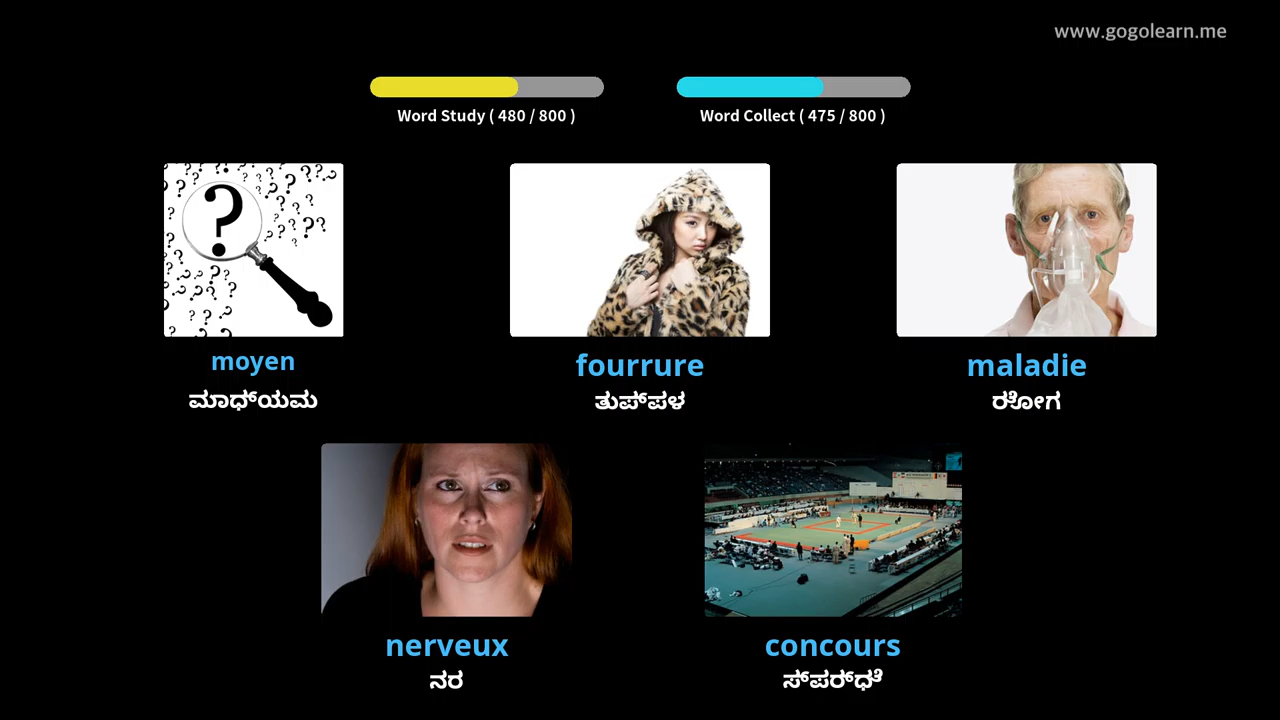 www.gogolearn.me
Word Study ( 480 / 800 )
Word Collect ( 475 / 800 )
moyen
ಮಾಧ್‌ಯಮ
fourrure
ತುಪ್‌ಪಳ
maladie
ರೋಗ
nerveux
ನರ
concours
ಸ್‌ಪರ್‌ಧೆ